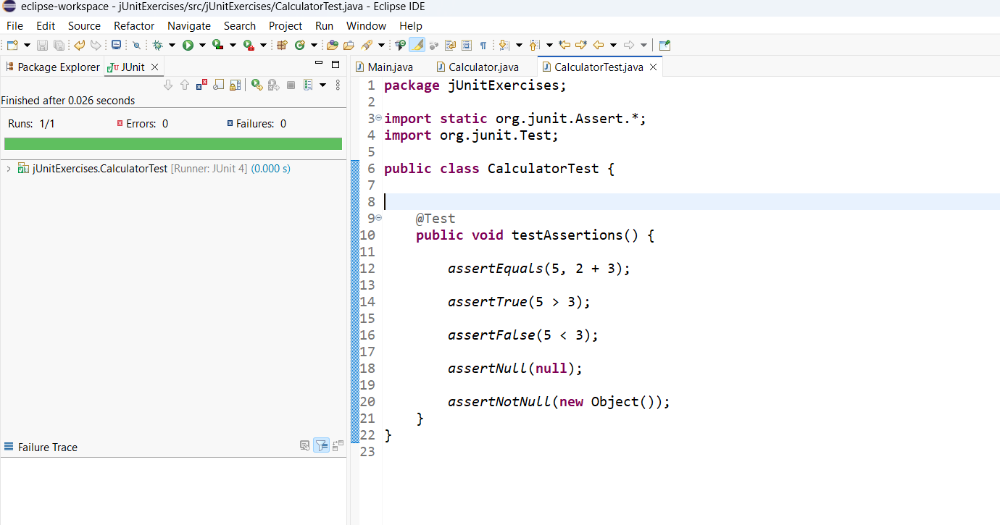 eclipse-workspace - jUnitExercises/src/jUnitExercises/CalculatorTest.java - Eclipse IDE
File Edit Source Refactor Navigate Search Project Run Window Help
Package Explorer JUnit
Finished after 0.026 seconds
Runs: 1/1 Errors: 0 Failures: 0
jUnitExercises.CalculatorTest [Runner: JUnit 4] (0.000 s)
Failure Trace
Main.java Calculator.java CalculatorTest.java
1 package jUnitExercises;
2
3 import static org.junit.Assert.*;
4 import org.junit.Test;
5
6 public class CalculatorTest {
7
8
9     @Test
10     public void testAssertions() {
11
12         assertEquals(5, 2 + 3);
13
14         assertTrue(5 > 3);
15
16         assertFalse(5 < 3);
17
18         assertNull(null);
19
20         assertNotNull(new Object());
21     }
22 }
23